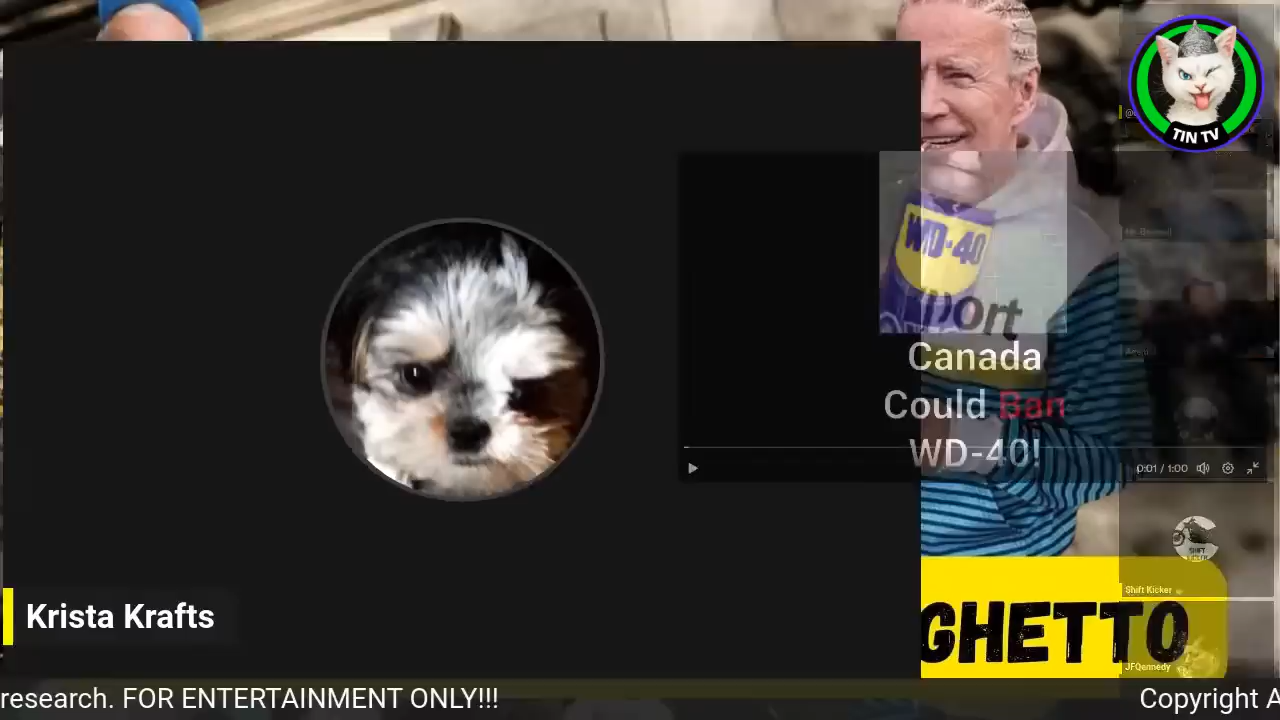 TIN TV
WD-40
port
Canada
Could Ban
WD-40!
0:01 / 1:00
SHIFT
Shift Kicker
Krista Krafts
GHETTO
JFQennedy
research. FOR ENTERTAINMENT ONLY!!!
Copyright A